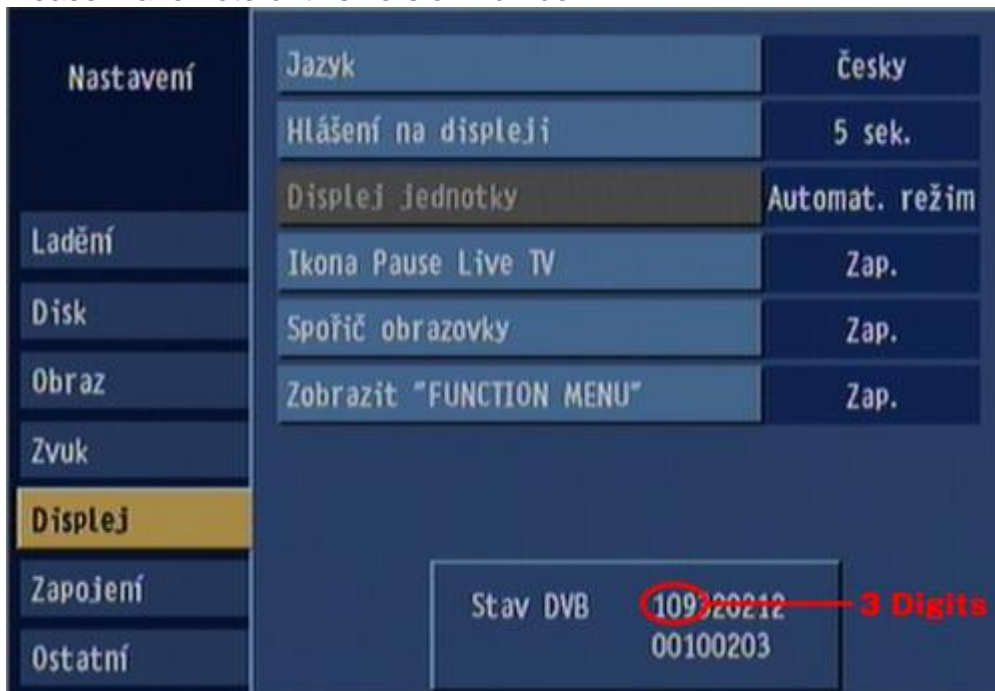 Nastavení
Ladění
Disk
Obraz
Zvuk
Displej
Zapojení
Ostatní
Jazyk Česky
Hlášení na displeji 5 sek.
Displej jednotky Automat. režim
Ikona Pause Live TV Zap.
Spořič obrazovky Zap.
Zobrazit "FUNCTION MENU" Zap.
Stav DVB 109320212 3 Digits
00100203